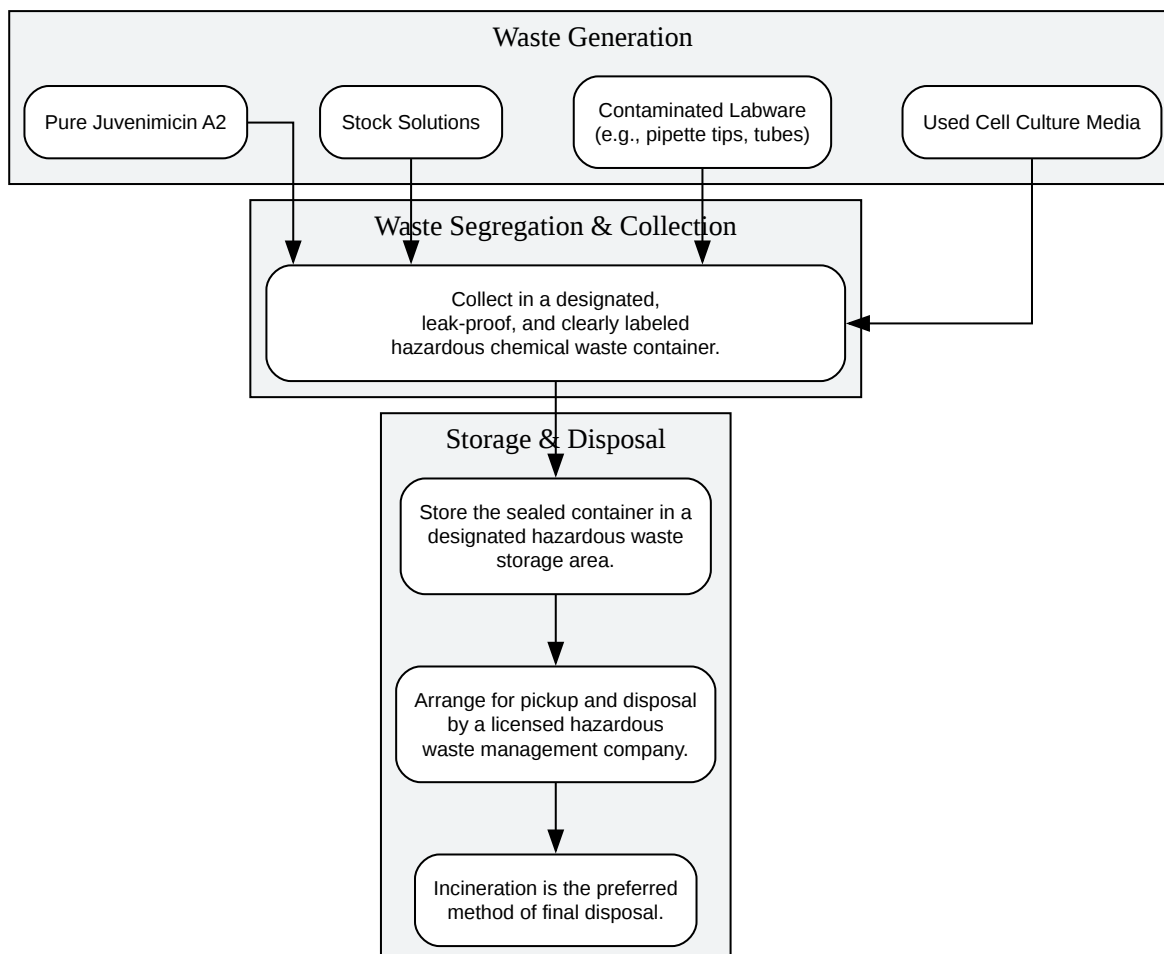 Waste Generation
Pure Juvenimicin A2
Stock Solutions
Contaminated Labware
(e.g., pipette tips, tubes)
Used Cell Culture Media
Waste Segregation & Collection
Collect in a designated,
leak-proof, and clearly labeled
hazardous chemical waste container.
Storage & Disposal
Store the sealed container in a
designated hazardous waste
storage area.
Arrange for pickup and disposal
by a licensed hazardous
waste management company.
Incineration is the preferred
method of final disposal.